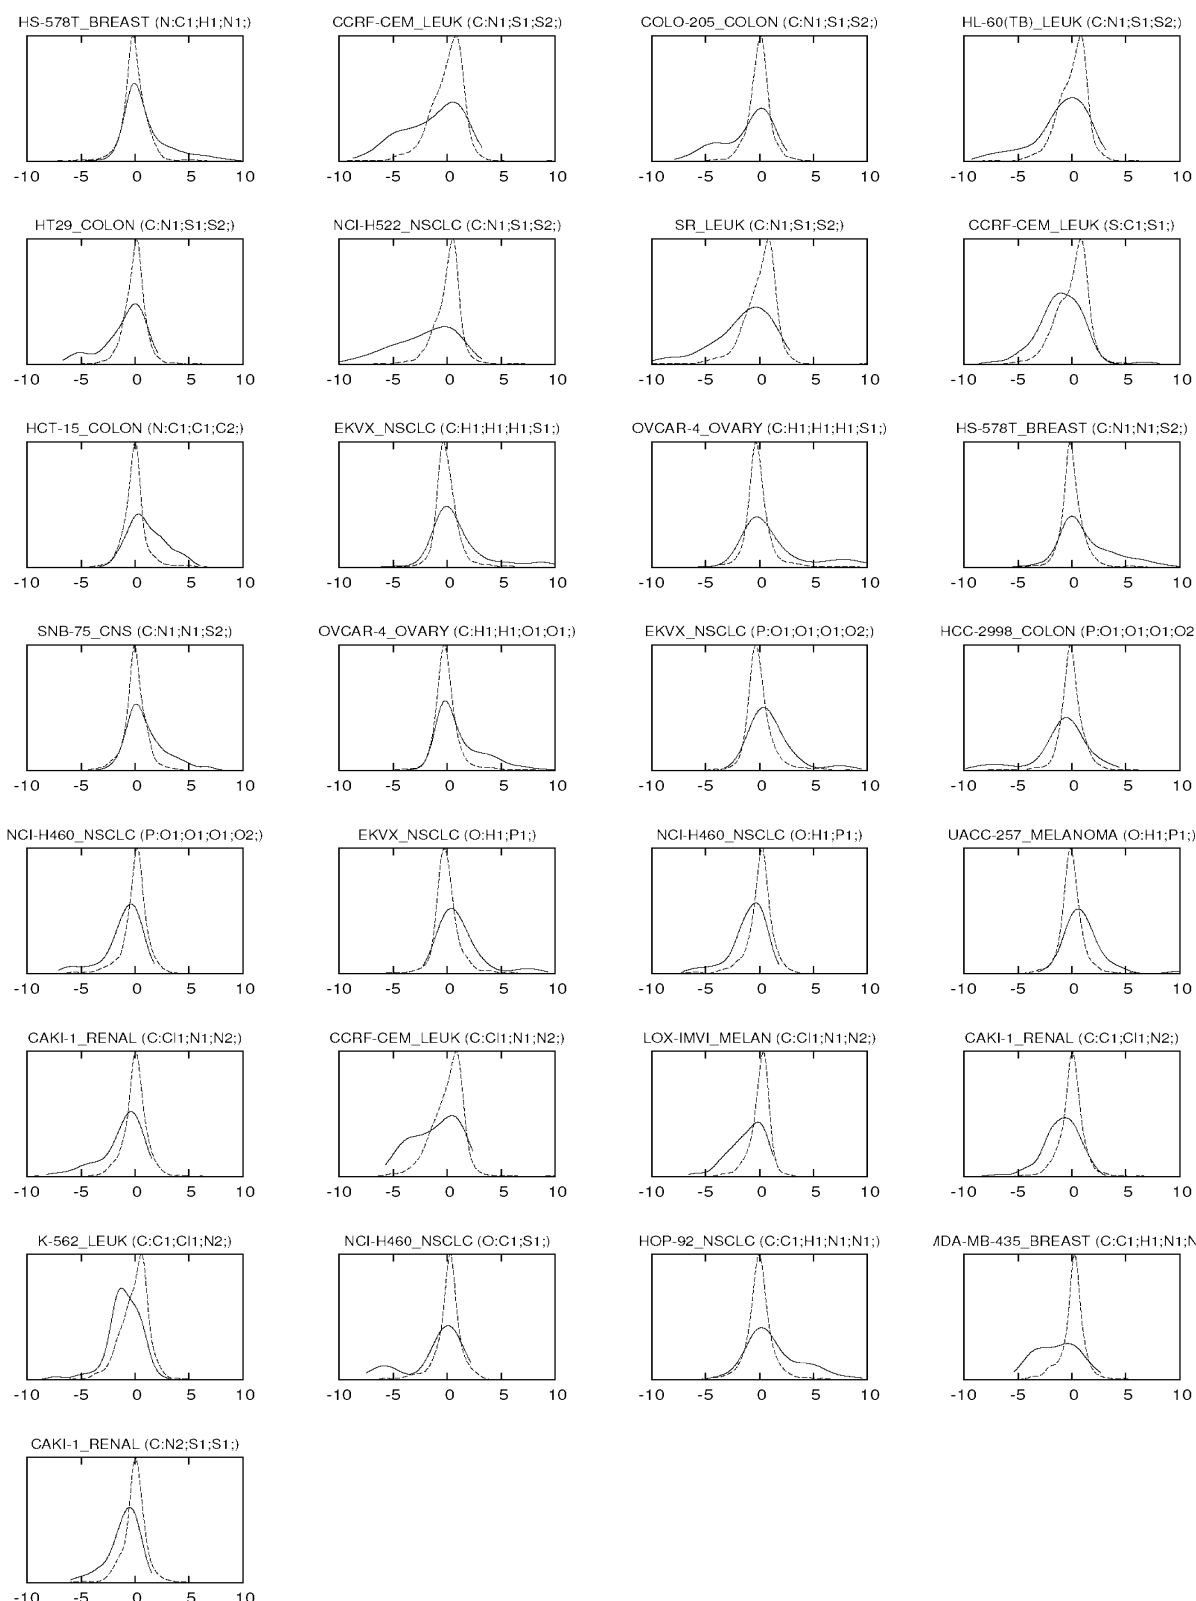 HS-578T_BREAST (N:C1;H1;N1;) CCRF-CEM_LEUK (C:N1;S1;S2;) COLO-205_COLON (C:N1;S1;S2;) HL-60(TB)_LEUK (C:N1;S1;S2;)
-10 -5 0 5 10 -10 -5 0 5 10 -10 -5 0 5 10 -10 -5 0 5 10
HT29_COLON (C:N1;S1;S2;) NCI-H522_NSCLC (C:N1;S1;S2;) SR_LEUK (C:N1;S1;S2;) CCRF-CEM_LEUK (S:C1;S1;)
-10 -5 0 5 10 -10 -5 0 5 10 -10 -5 0 5 10 -10 -5 0 5 10
HCT-15_COLON (N:C1;C1;C2;) EKVX_NSCLC (C:H1;H1;H1;S1;) OVCAR-4_OVARY (C:H1;H1;H1;S1;) HS-578T_BREAST (C:N1;N1;S2;)
-10 -5 0 5 10 -10 -5 0 5 10 -10 -5 0 5 10 -10 -5 0 5 10
SNB-75_CNS (C:N1;N1;S2;) OVCAR-4_OVARY (C:H1;H1;O1;O1;) EKVX_NSCLC (P:O1;O1;O1;O2;) HCC-2998_COLON (P:O1;O1;O1;O2
-10 -5 0 5 10 -10 -5 0 5 10 -10 -5 0 5 10 -10 -5 0 5 10
NCI-H460_NSCLC (P:O1;O1;O1;O2;) EKVX_NSCLC (O:H1;P1;) NCI-H460_NSCLC (O:H1;P1;) UACC-257_MELANOMA (O:H1;P1;)
-10 -5 0 5 10 -10 -5 0 5 10 -10 -5 0 5 10 -10 -5 0 5 10
CAKI-1_RENAL (C:Cl1;N1;N2;) CCRF-CEM_LEUK (C:Cl1;N1;N2;) LOX-IMVI_MELAN (C:Cl1;N1;N2;) CAKI-1_RENAL (C:C1;Cl1;N2;)
-10 -5 0 5 10 -10 -5 0 5 10 -10 -5 0 5 10 -10 -5 0 5 10
K-562_LEUK (C:C1;Cl1;N2;) NCI-H460_NSCLC (O:C1;S1;) HOP-92_NSCLC (C:C1;H1;N1;N1;) MDA-MB-435_BREAST (C:C1;H1;N1;N
-10 -5 0 5 10 -10 -5 0 5 10 -10 -5 0 5 10 -10 -5 0 5 10
CAKI-1_RENAL (C:N2;S1;S1;)
-10 -5 0 5 10